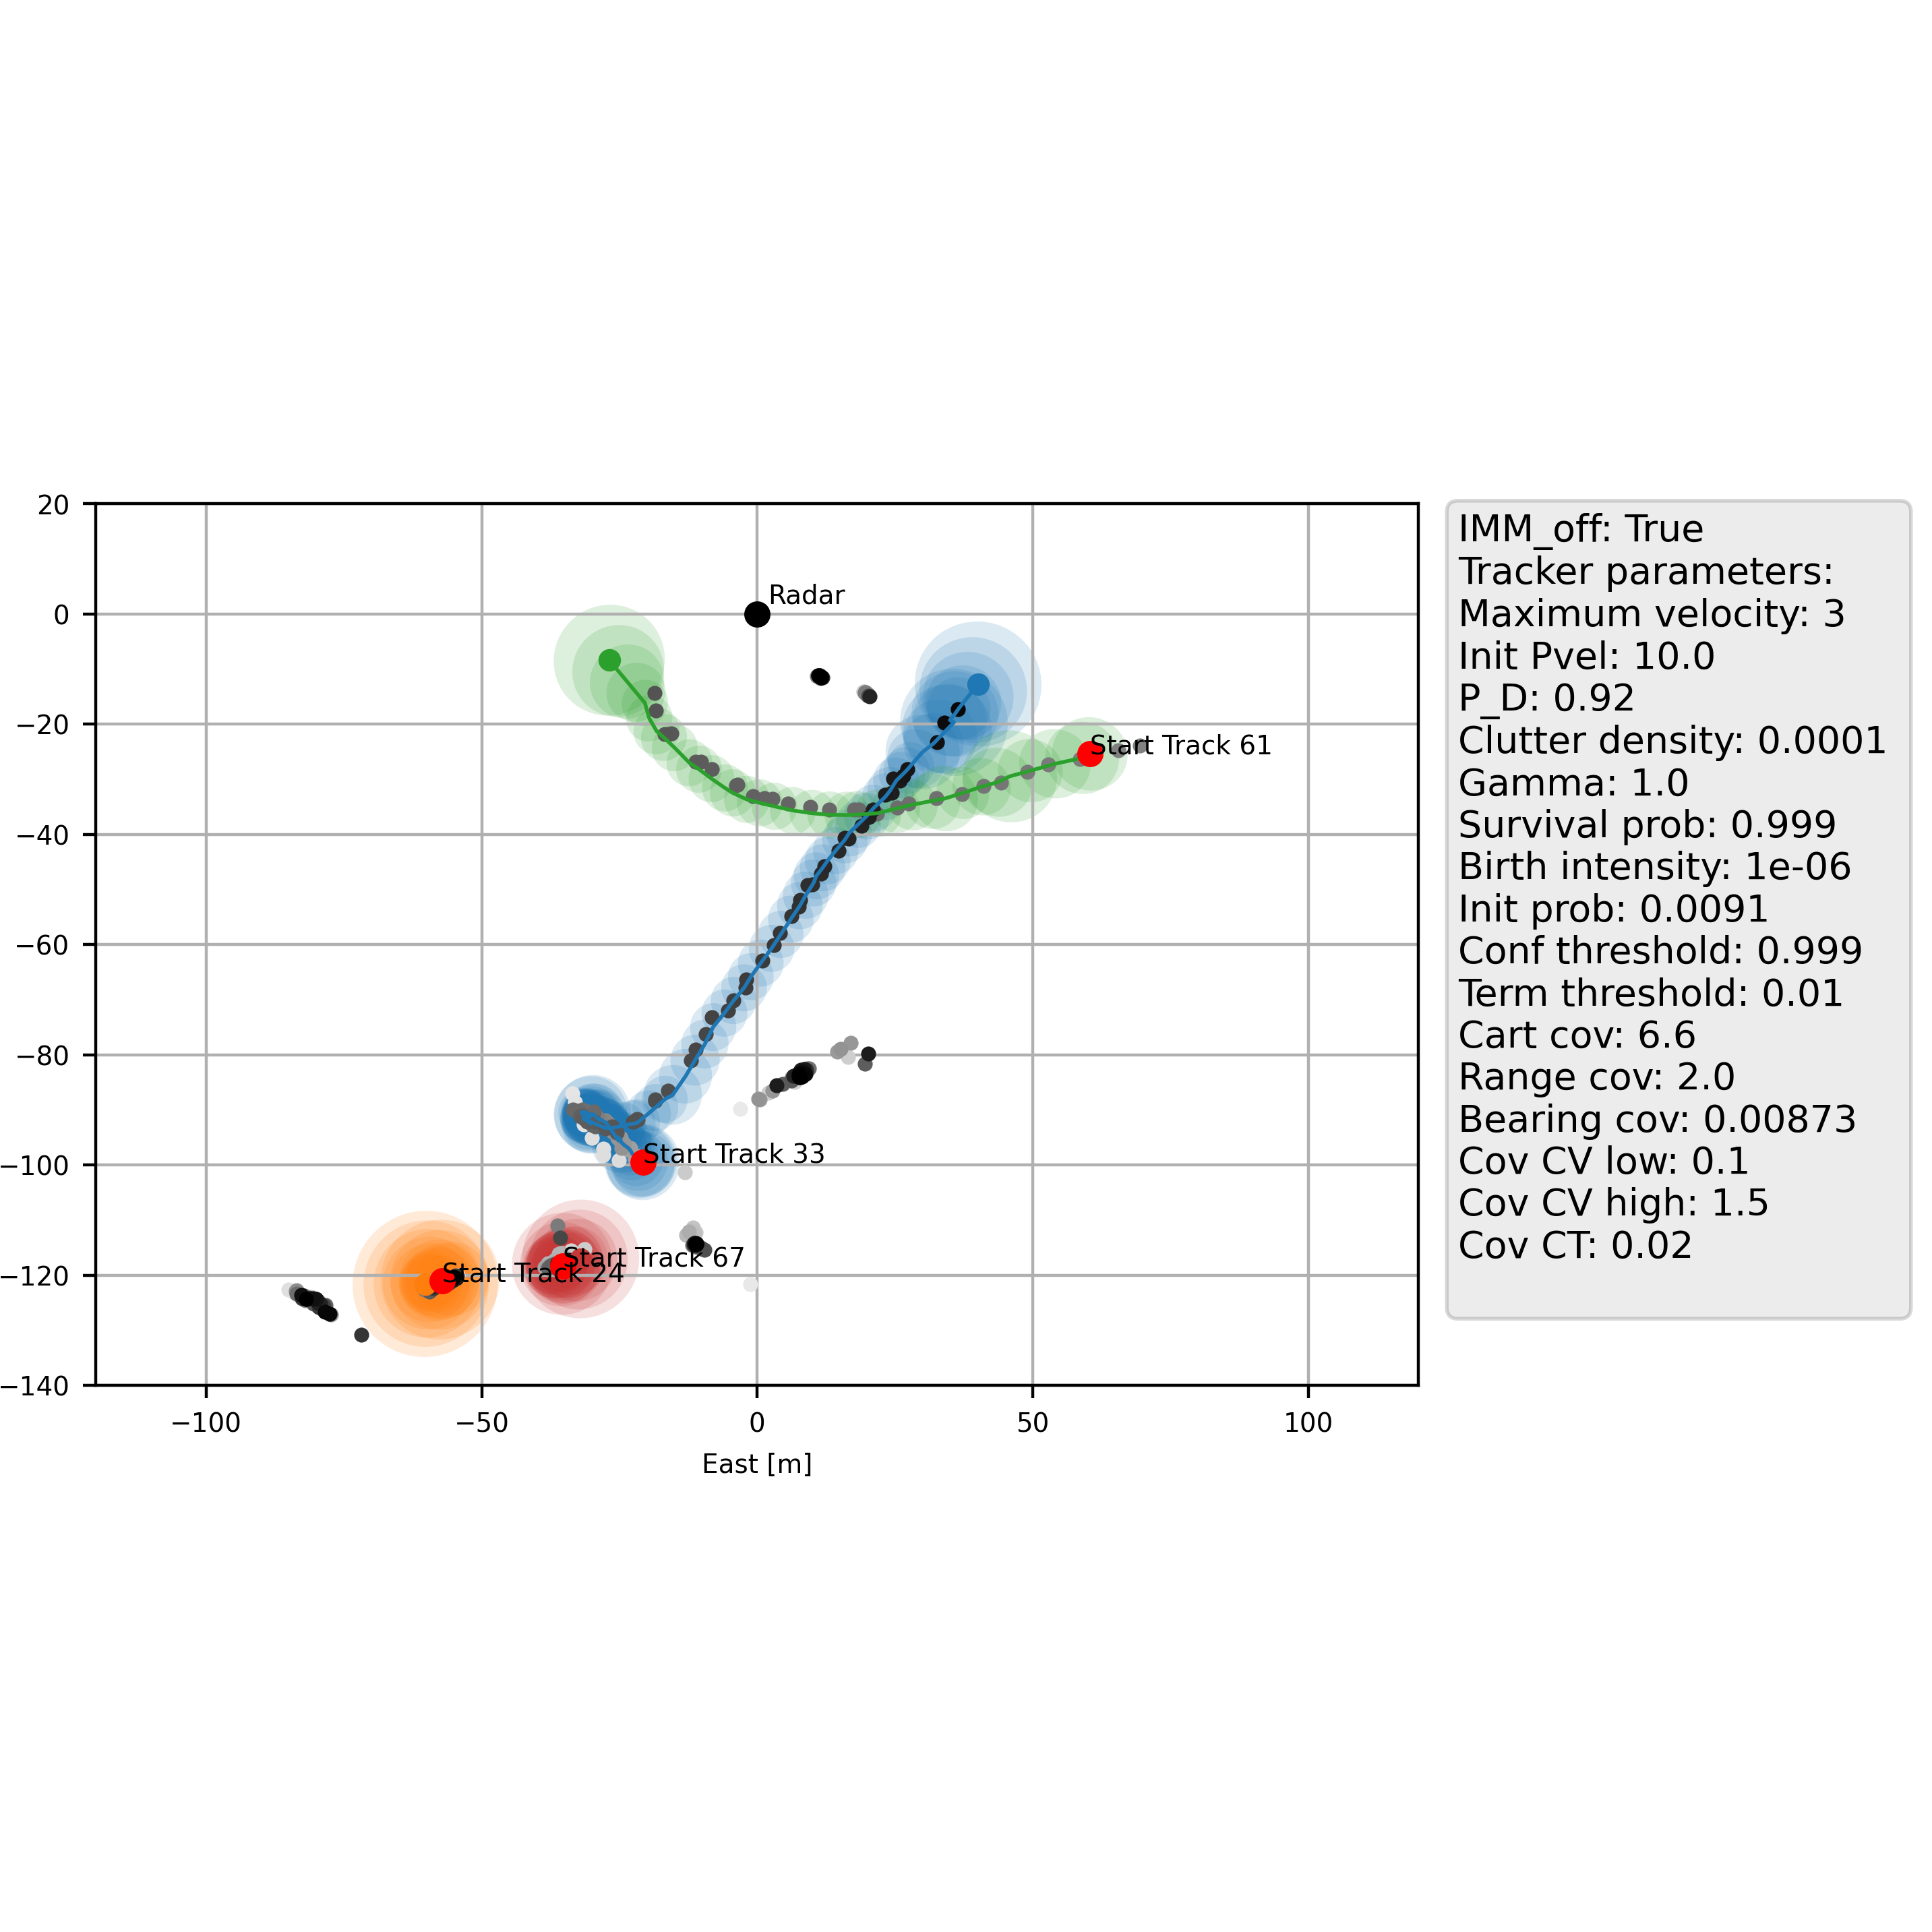 20
0
−20
−40
−60
−80
−100
−120
−140
−100
−50
0
50
100
East [m]
Radar
Start Track 61
Start Track 33
Start Track 67
Start Track 24
IMM_off: True
Tracker parameters:
Maximum velocity: 3
Init Pvel: 10.0
P_D: 0.92
Clutter density: 0.0001
Gamma: 1.0
Survival prob: 0.999
Birth intensity: 1e-06
Init prob: 0.0091
Conf threshold: 0.999
Term threshold: 0.01
Cart cov: 6.6
Range cov: 2.0
Bearing cov: 0.00873
Cov CV low: 0.1
Cov CV high: 1.5
Cov CT: 0.02